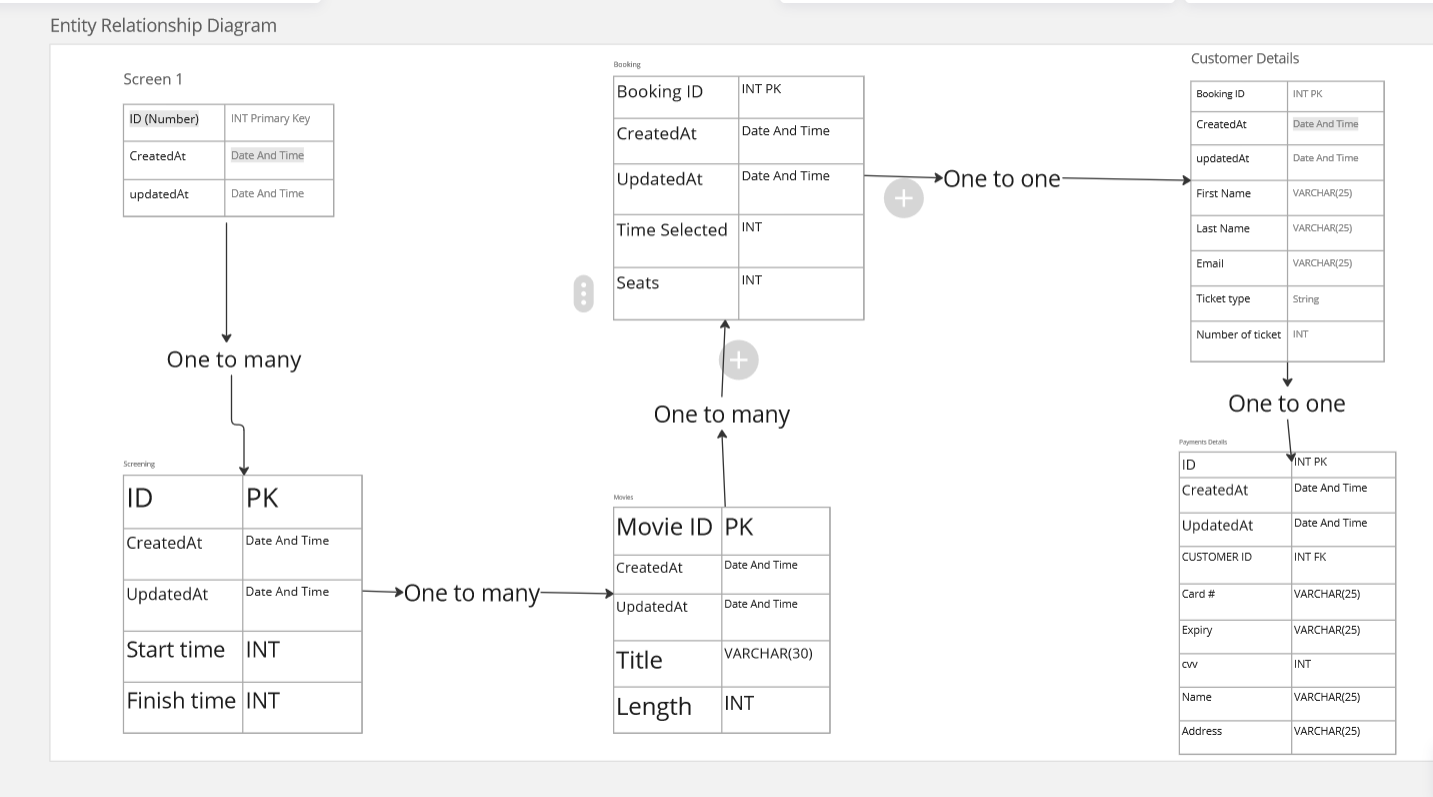 Entity Relationship Diagram
Screen 1
ID (Number) INT Primary Key
CreatedAt Date And Time
updatedAt Date And Time
One to many
Screening
ID PK
CreatedAt Date And Time
UpdatedAt Date And Time
Start time INT
Finish time INT
One to many
Booking
Booking ID INT PK
CreatedAt Date And Time
UpdatedAt Date And Time
Time Selected INT
Seats INT
One to many
Movies
Movie ID PK
CreatedAt Date And Time
UpdatedAt Date And Time
Title VARCHAR(30)
Length INT
One to one
Customer Details
Booking ID INT PK
CreatedAt Date And Time
updatedAt Date And Time
First Name VARCHAR(25)
Last Name VARCHAR(25)
Email VARCHAR(25)
Ticket type String
Number of ticket INT
One to one
Payments Details
ID INT PK
CreatedAt Date And Time
UpdatedAt Date And Time
CUSTOMER ID INT FK
Card # VARCHAR(25)
Expiry VARCHAR(25)
cvv INT
Name VARCHAR(25)
Address VARCHAR(25)